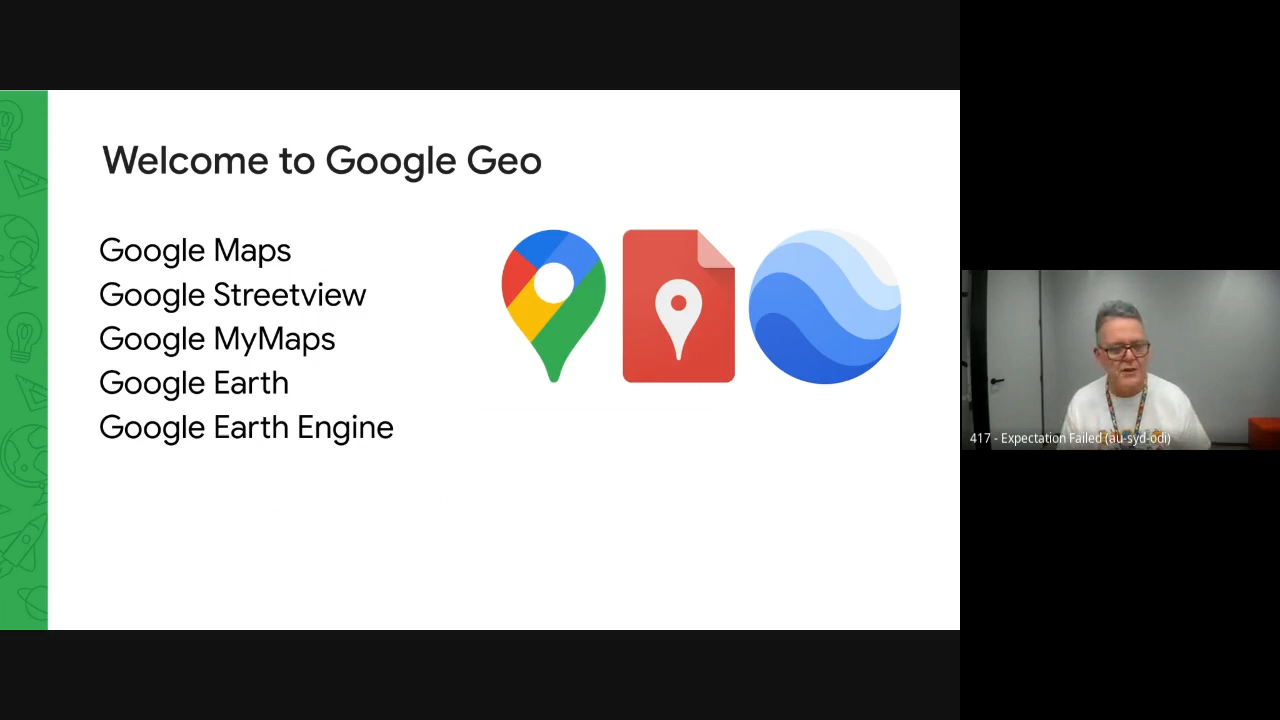 Welcome to Google Geo
Google Maps
Google Streetview
Google MyMaps
Google Earth
Google Earth Engine
417 - Expectation Failed (au-syd-odi)